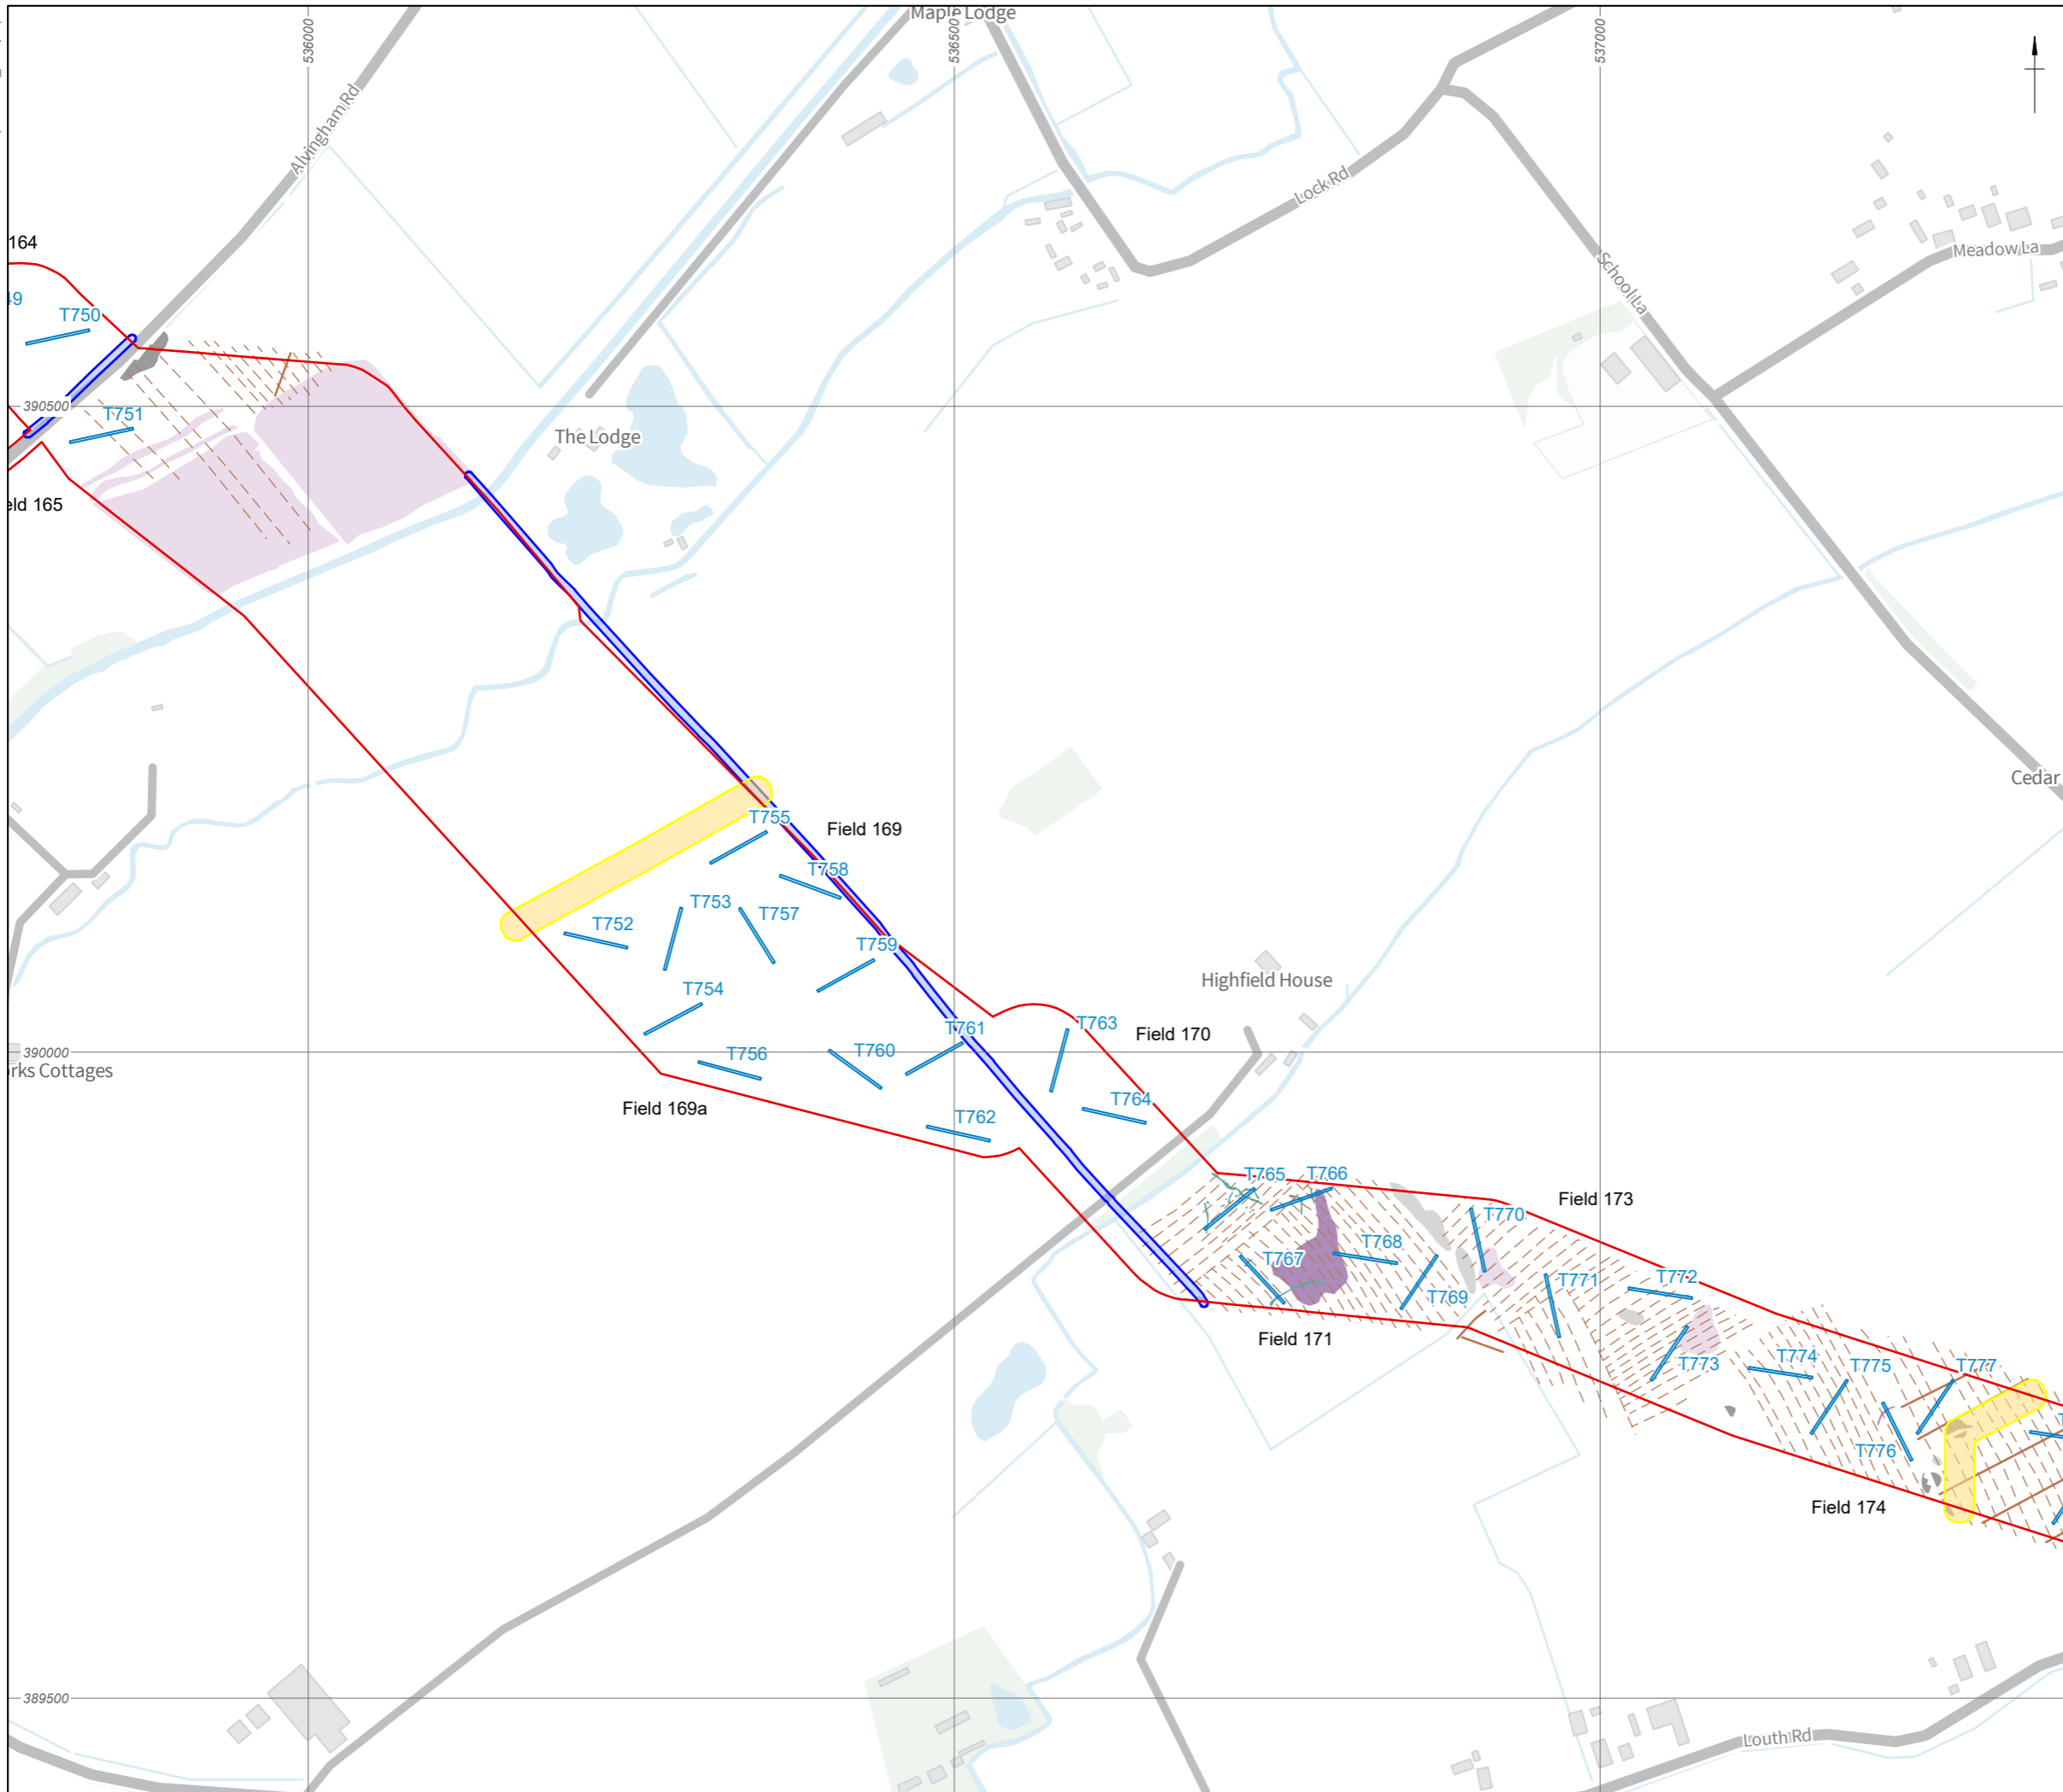 Maple Lodge
536000
536500
537000
Alvingham Rd
Lock Rd
School La
Meadow La
164
49
T750
390500
T751
The Lodge
eld 165
Cedar
T755
Field 169
T758
T753
T757
T752
T759
Highfield House
T754
T761
T763
Field 170
390000
rks Cottages
T756
T760
T764
Field 169a
T762
T765
T766
Field 173
T770
T768
T767
T771
T772
T769
Field 171
T773
T774
T775
T777
T776
Field 174
389500
Louth Rd